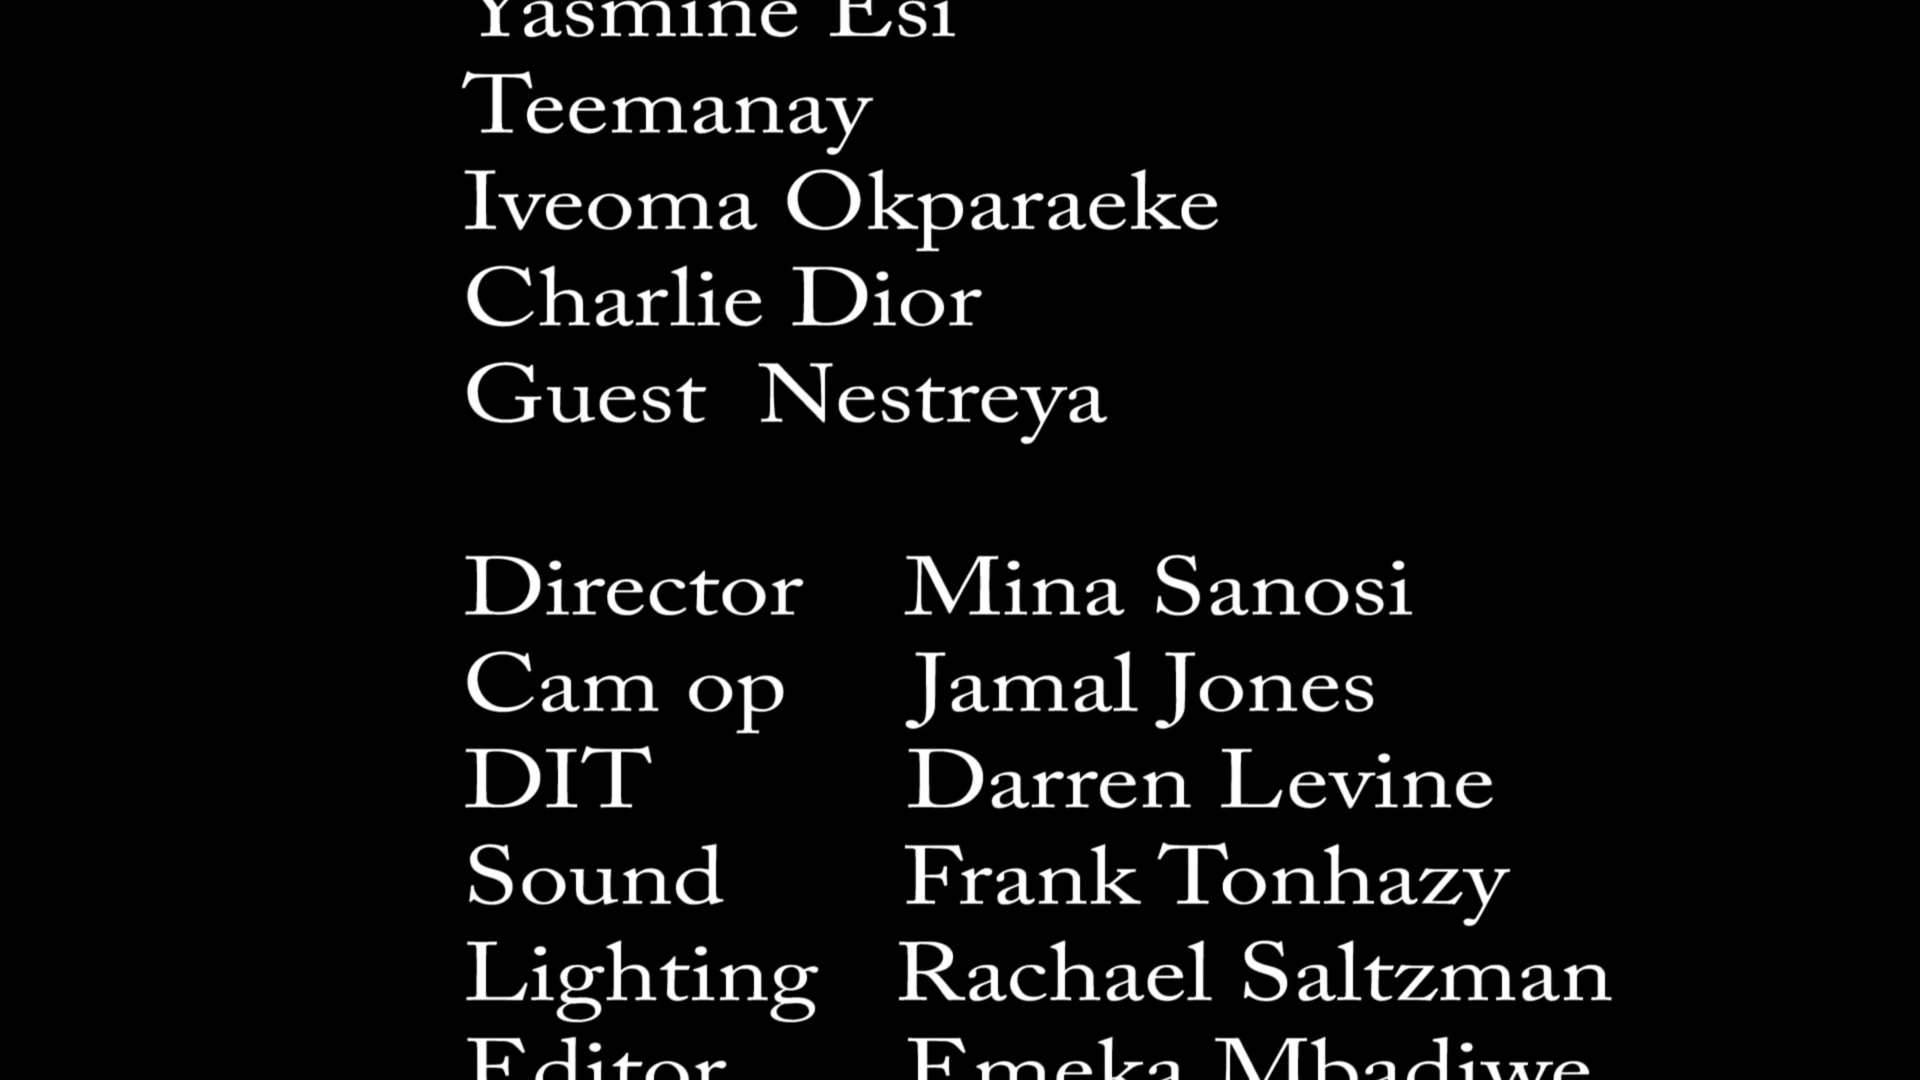 Yasmine Esi
Teemanay
Iveoma Okparaeke
Charlie Dior
Guest Nestreya
Director Mina Sanosi
Cam op Jamal Jones
DIT Darren Levine
Sound Frank Tonhazy
Lighting Rachael Saltzman
Editor Emeka Mbadiwe